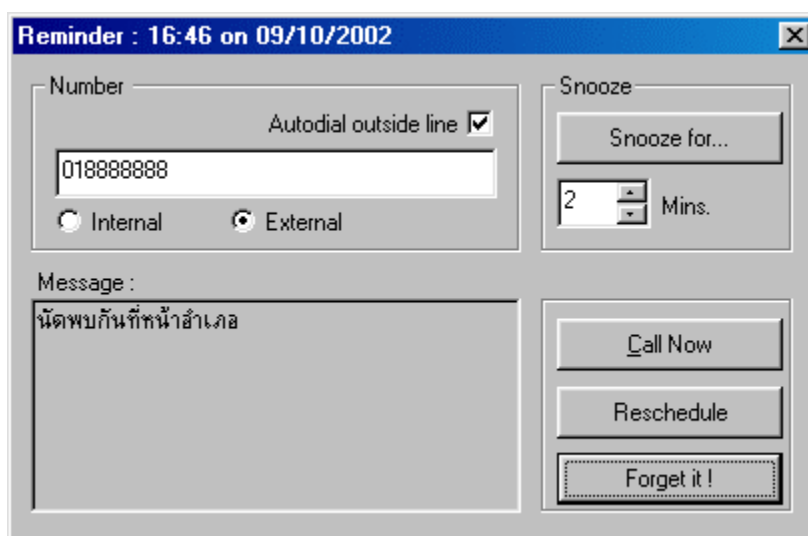 Reminder : 16:46 on 09/10/2002
Number
Autodial outside line
018888888
Internal
External
Snooze
Snooze for...
2
Mins.
Message :
นัดพบกันที่หน้าอำเภอ
Call Now
Reschedule
Forget it !